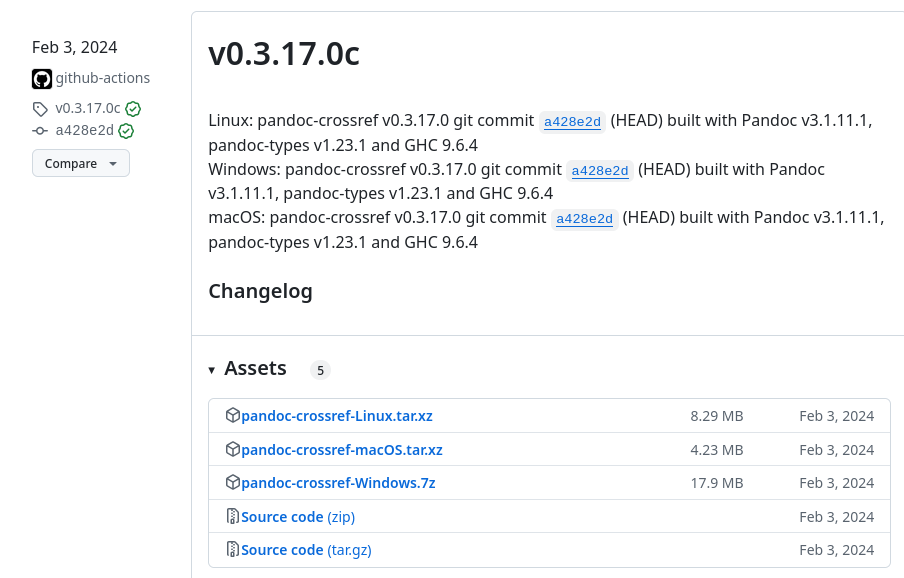 Feb 3, 2024
github-actions
v0.3.17.0c
a428e2d
Compare
v0.3.17.0c
Linux: pandoc-crossref v0.3.17.0 git commit a428e2d (HEAD) built with Pandoc v3.1.11.1,
pandoc-types v1.23.1 and GHC 9.6.4
Windows: pandoc-crossref v0.3.17.0 git commit a428e2d (HEAD) built with Pandoc
v3.1.11.1, pandoc-types v1.23.1 and GHC 9.6.4
macOS: pandoc-crossref v0.3.17.0 git commit a428e2d (HEAD) built with Pandoc v3.1.11.1,
pandoc-types v1.23.1 and GHC 9.6.4
Changelog
Assets 5
pandoc-crossref-Linux.tar.xz 8.29 MB Feb 3, 2024
pandoc-crossref-macOS.tar.xz 4.23 MB Feb 3, 2024
pandoc-crossref-Windows.7z 17.9 MB Feb 3, 2024
Source code (zip) Feb 3, 2024
Source code (tar.gz) Feb 3, 2024